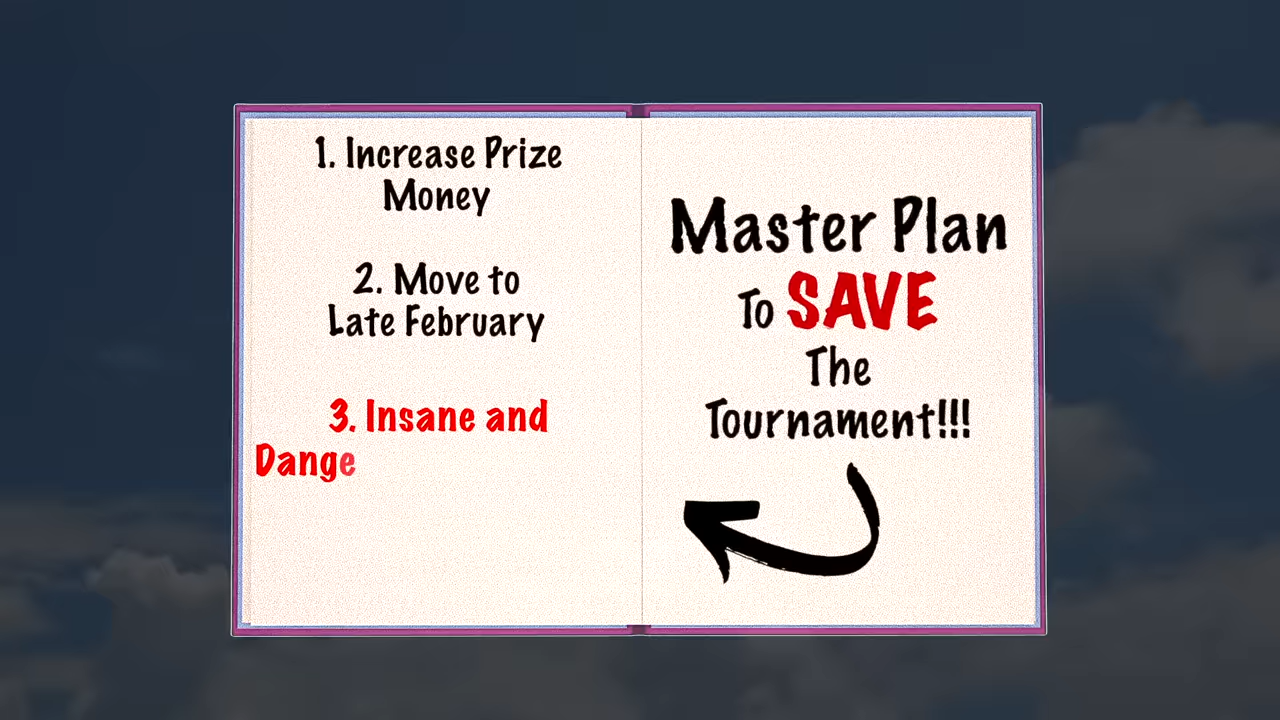 1. Increase Prize
Money
2. Move to
Late February
3. Insane and
Dange
Master Plan
To SAVE
The
Tournament!!!